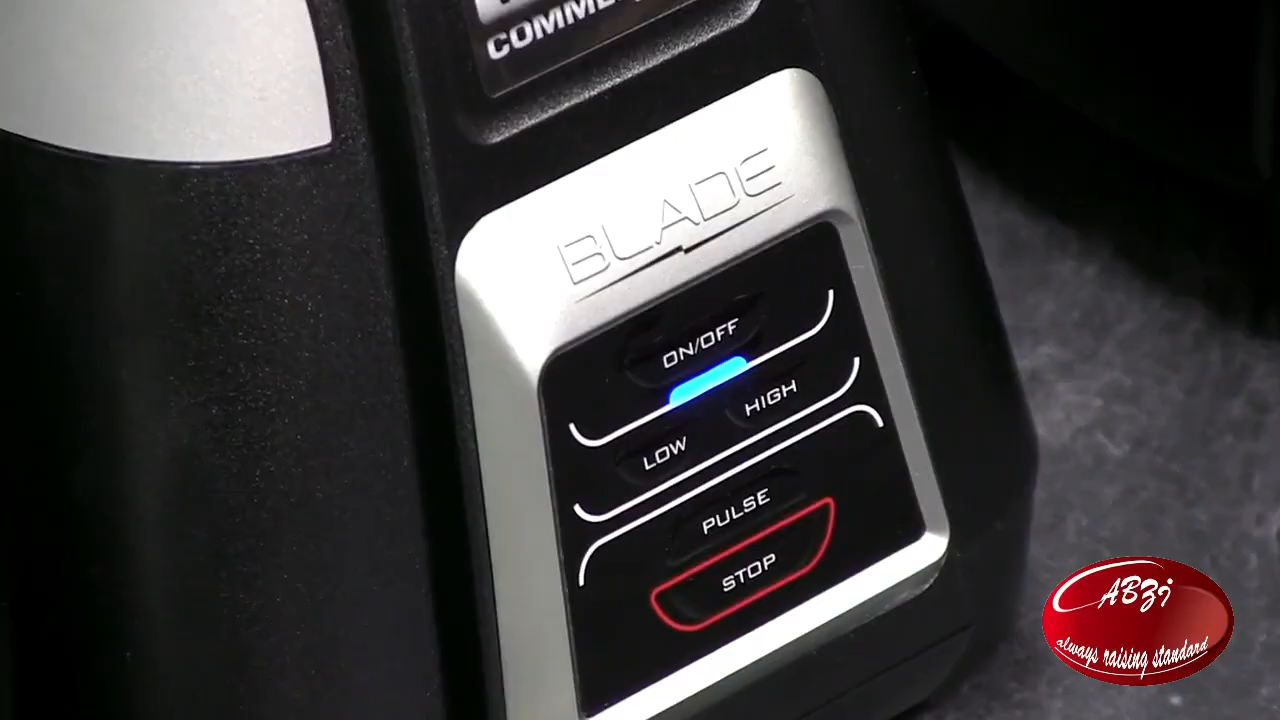 BLADE
ON/OFF
HIGH
LOW
PULSE
STOP
ABZi
always raising standard